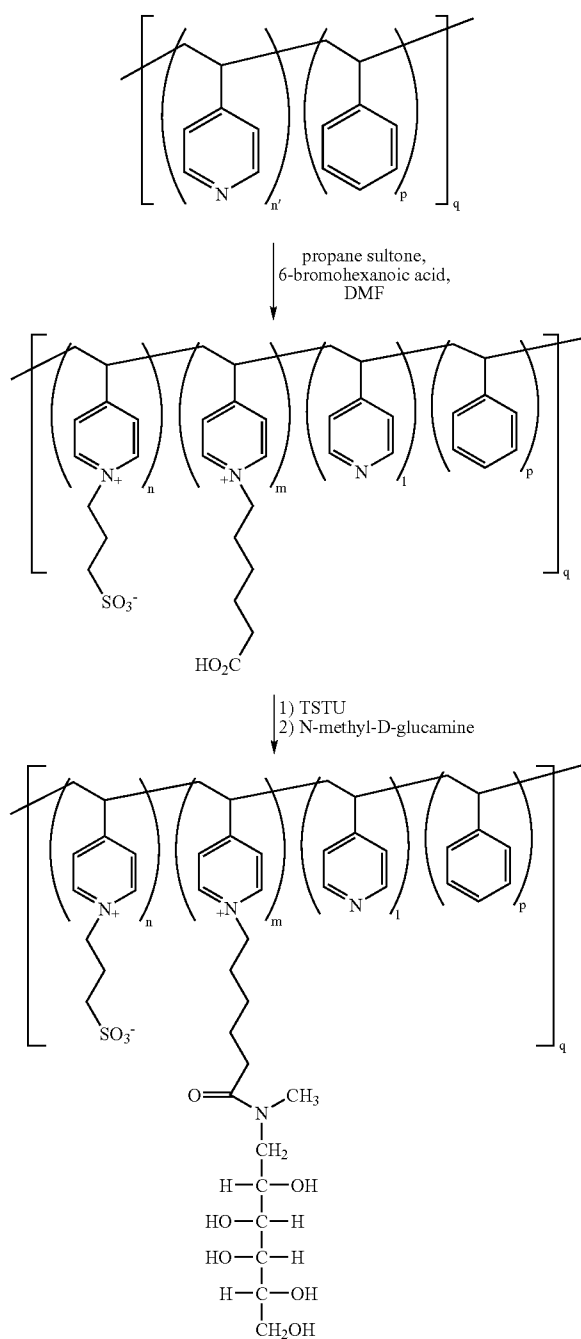 N
n'
p
q
propane sultone,
6-bromohexanoic acid,
DMF
N+
n
+N
m
N
l
p
q
SO3-
HO2C
1) TSTU
2) N-methyl-D-glucamine
N+
n
+N
m
N
l
p
q
SO3-
O
N
CH3
CH2
H—C—OH
HO—C—H
HO—C—H
H—C—OH
CH2OH